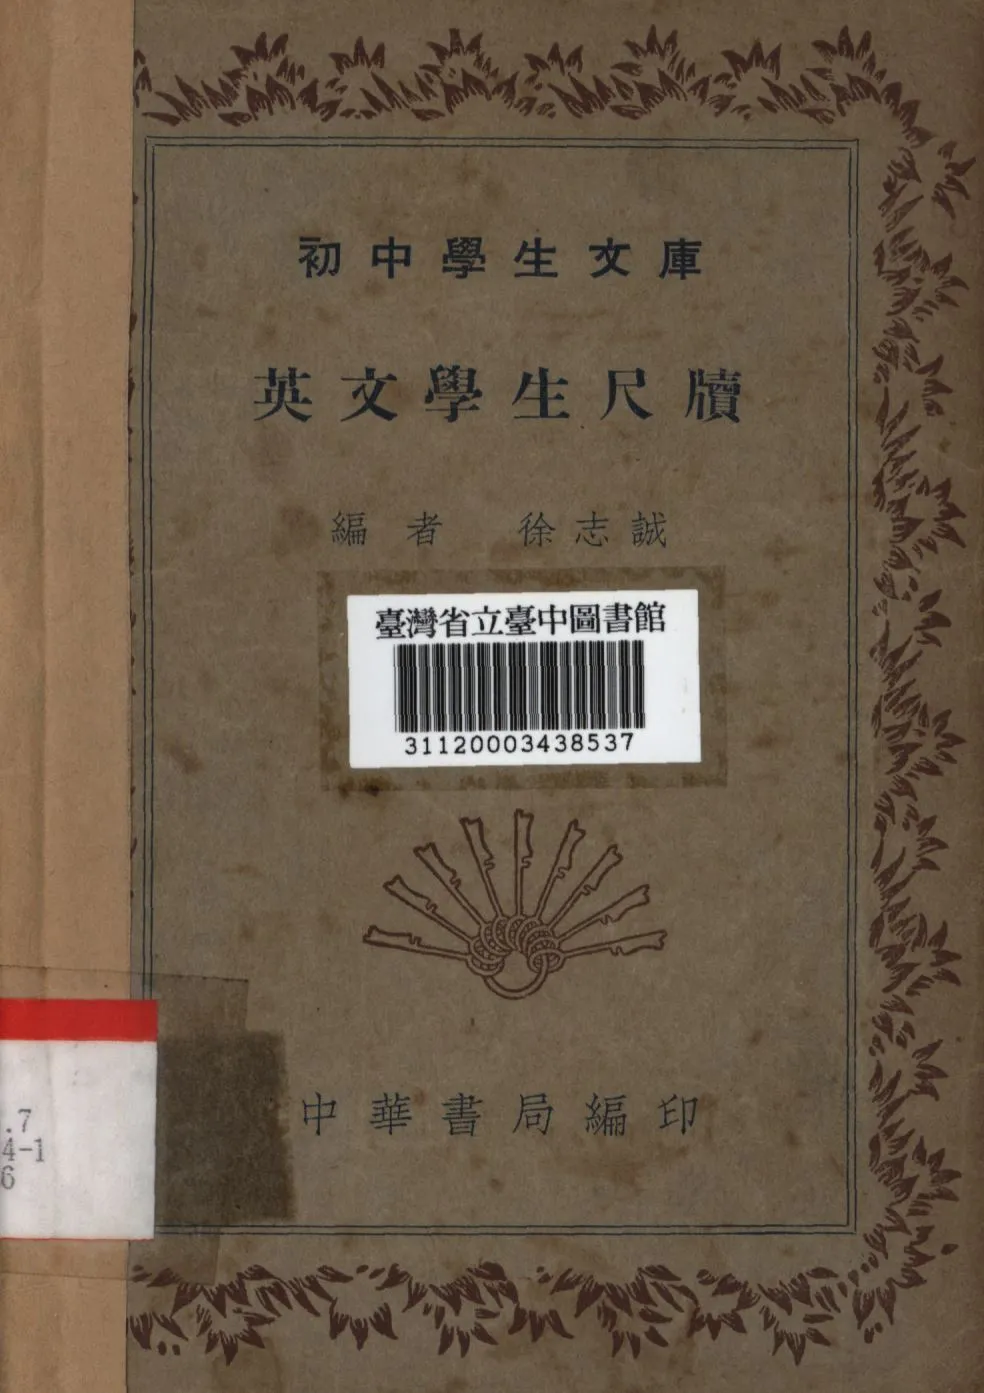 初中學生文庫
英文學生尺牘
編者 徐志誠
臺灣省立臺中圖書館
31120003438537
中華書局編印
.7
4-1
6